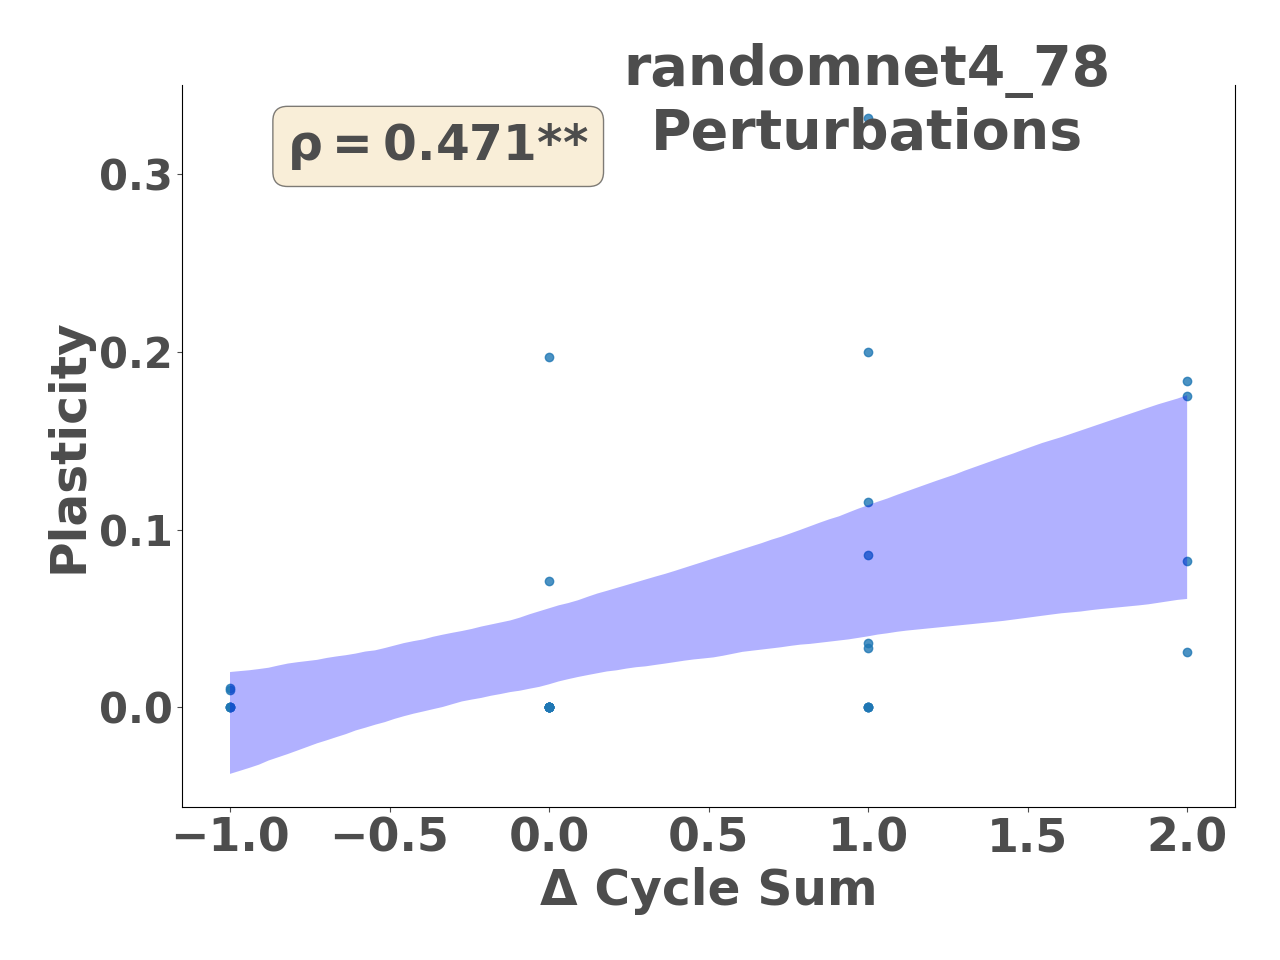 randomnet4_78
Perturbations
ρ = 0.471**
0.3
0.2
0.1
0.0
Plasticity
−1.0 −0.5 0.0 0.5 1.0 1.5 2.0
Δ Cycle Sum